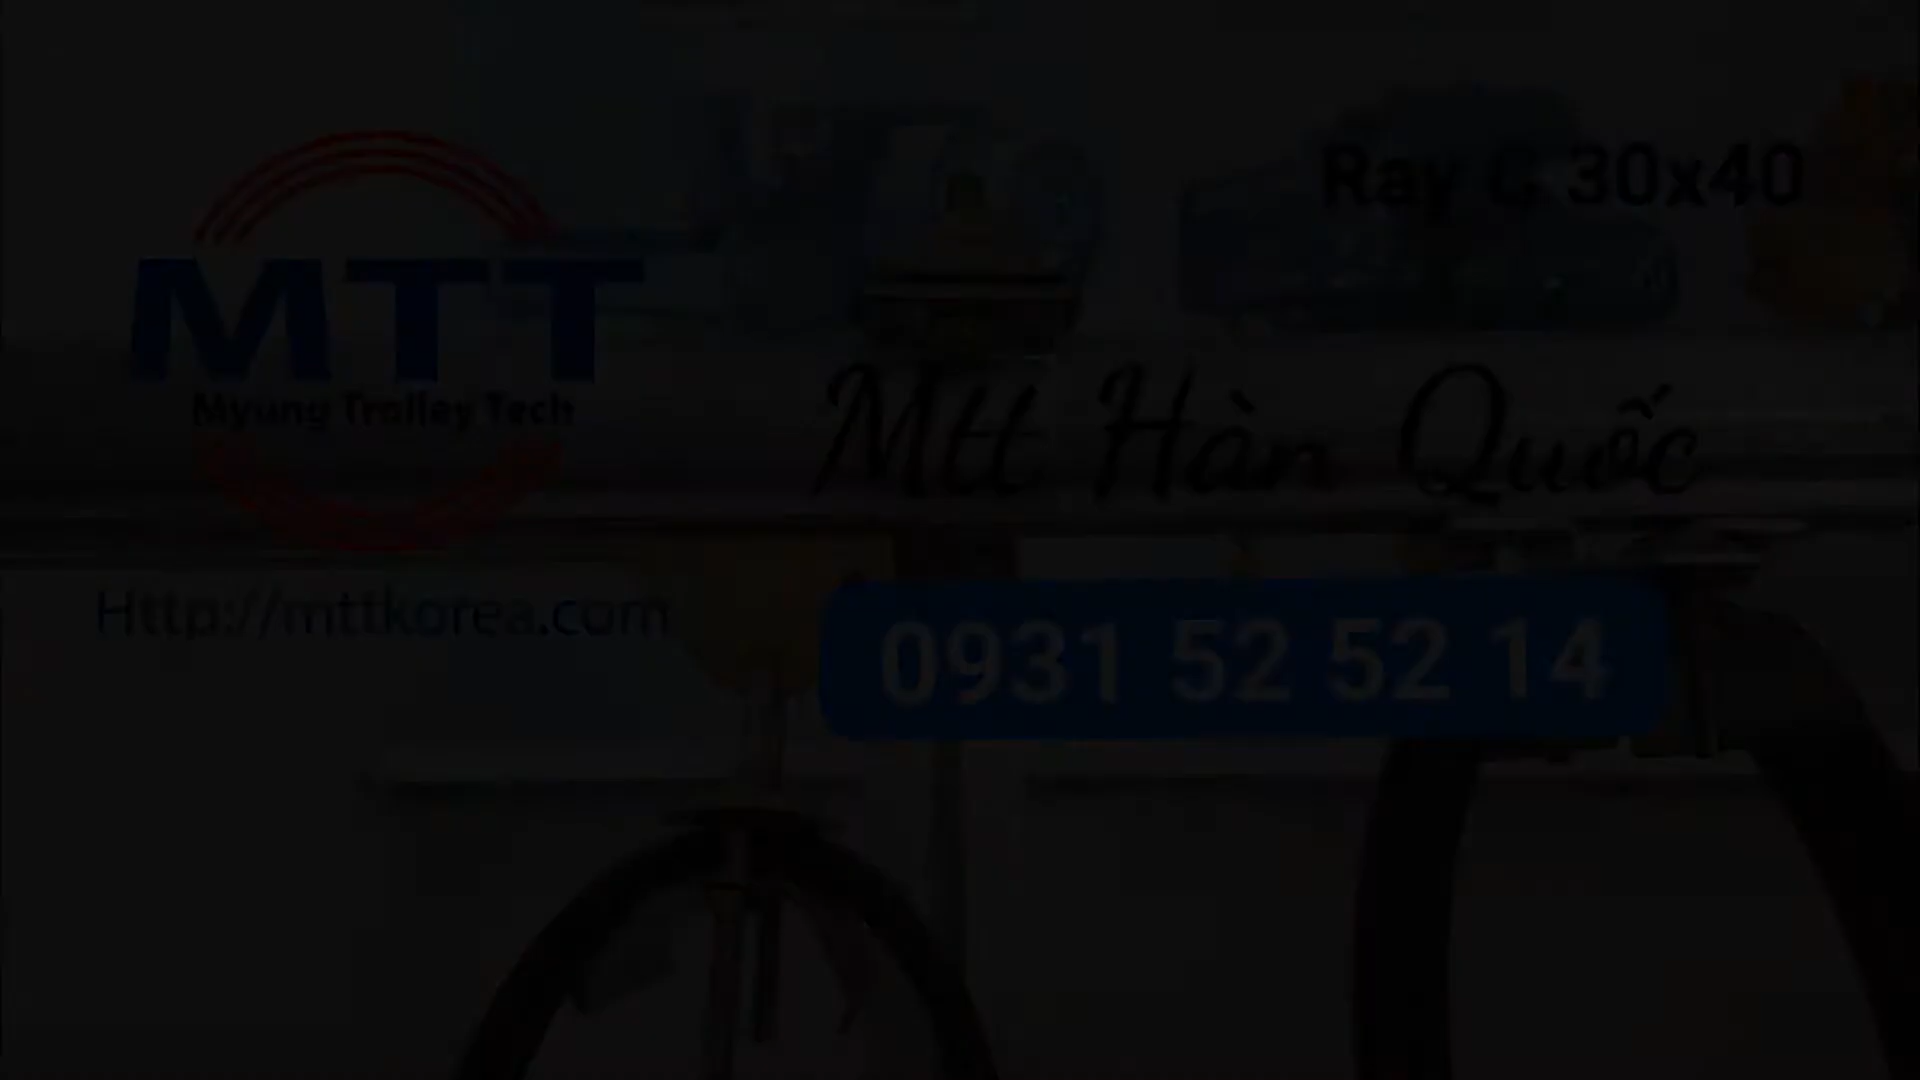 Ray C 30x40
MTT
Myung Trolley Tech
Mtt Hàn Quốc
Http://mttkorea.com
0931 52 52 14